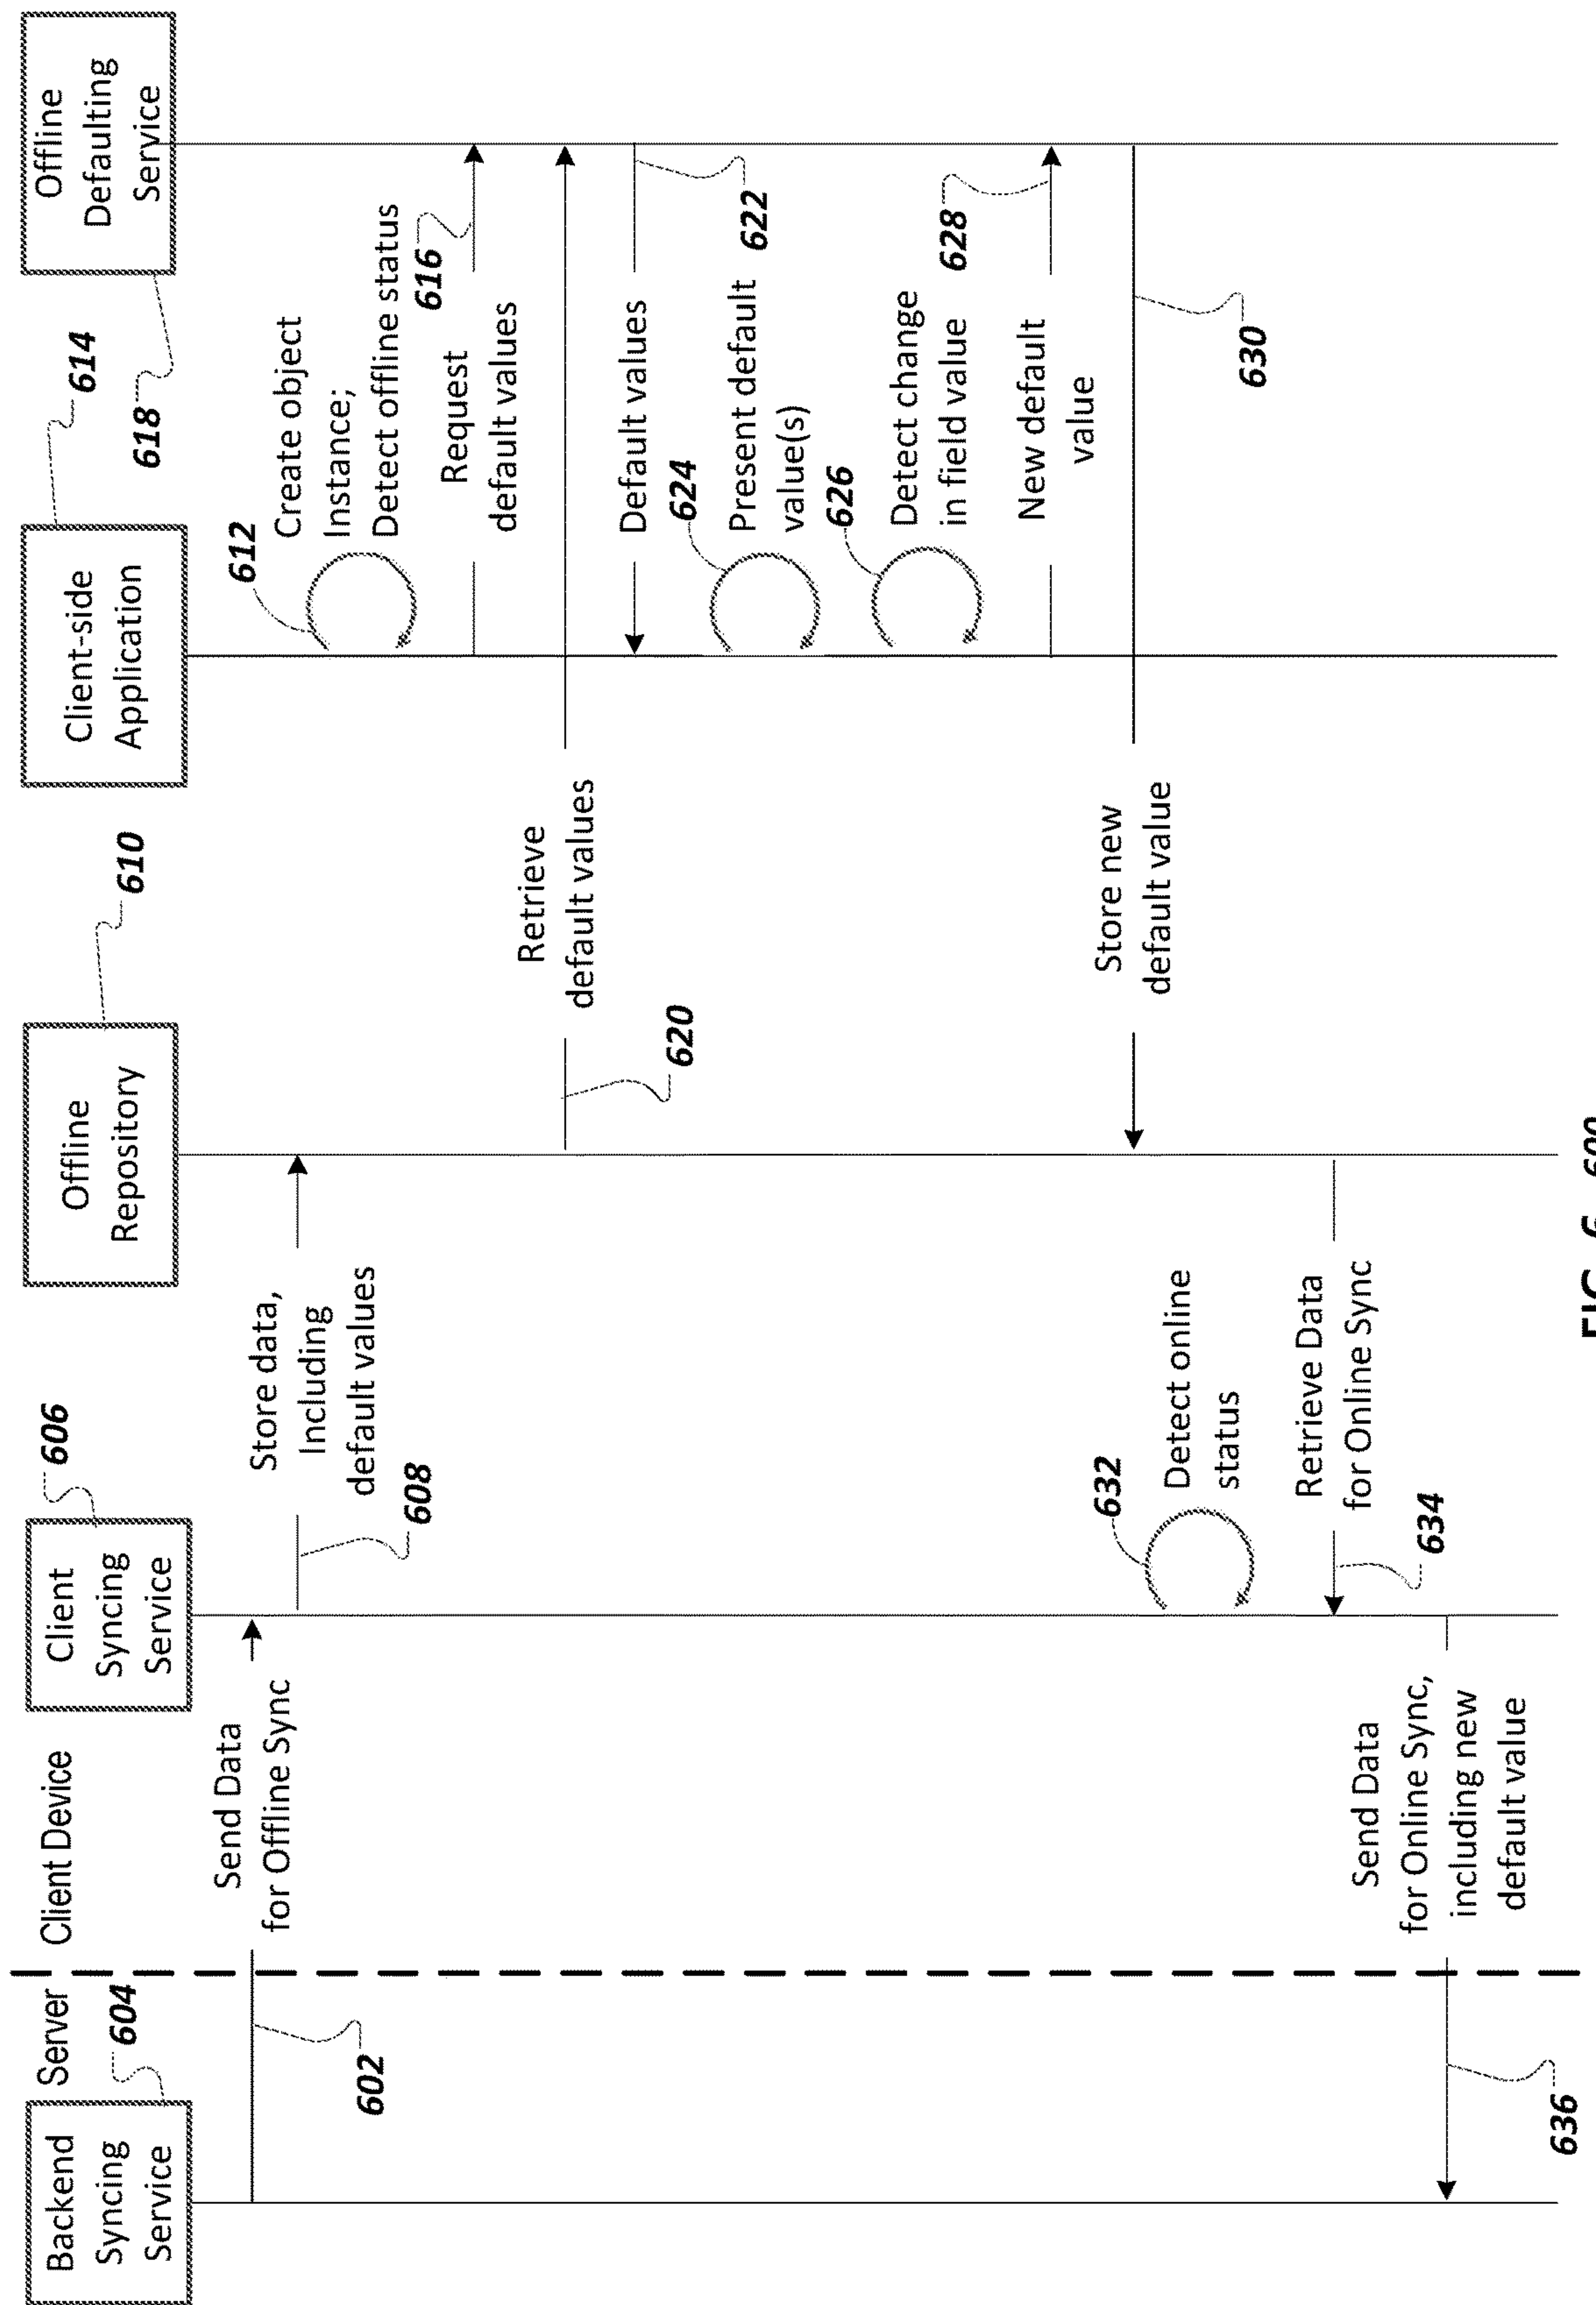 Server
Client Device
Backend
Syncing
Service
604
Client
Syncing
Service
606
Offline
Repository
610
Client-side
Application
614
Offline
Defaulting
Service
618
Send Data
for Offline Sync
602
Store data,
Including
default values
608
612
Create object
Instance;
Detect offline status
616
Request
default values
Retrieve
default values
620
Default values
622
624
Present default
value(s)
626
Detect change
in field value
628
New default
value
Store new
default value
630
632
Detect online
status
Retrieve Data
for Online Sync
634
Send Data
for Online Sync,
including new
default value
636
FIG. 6 600